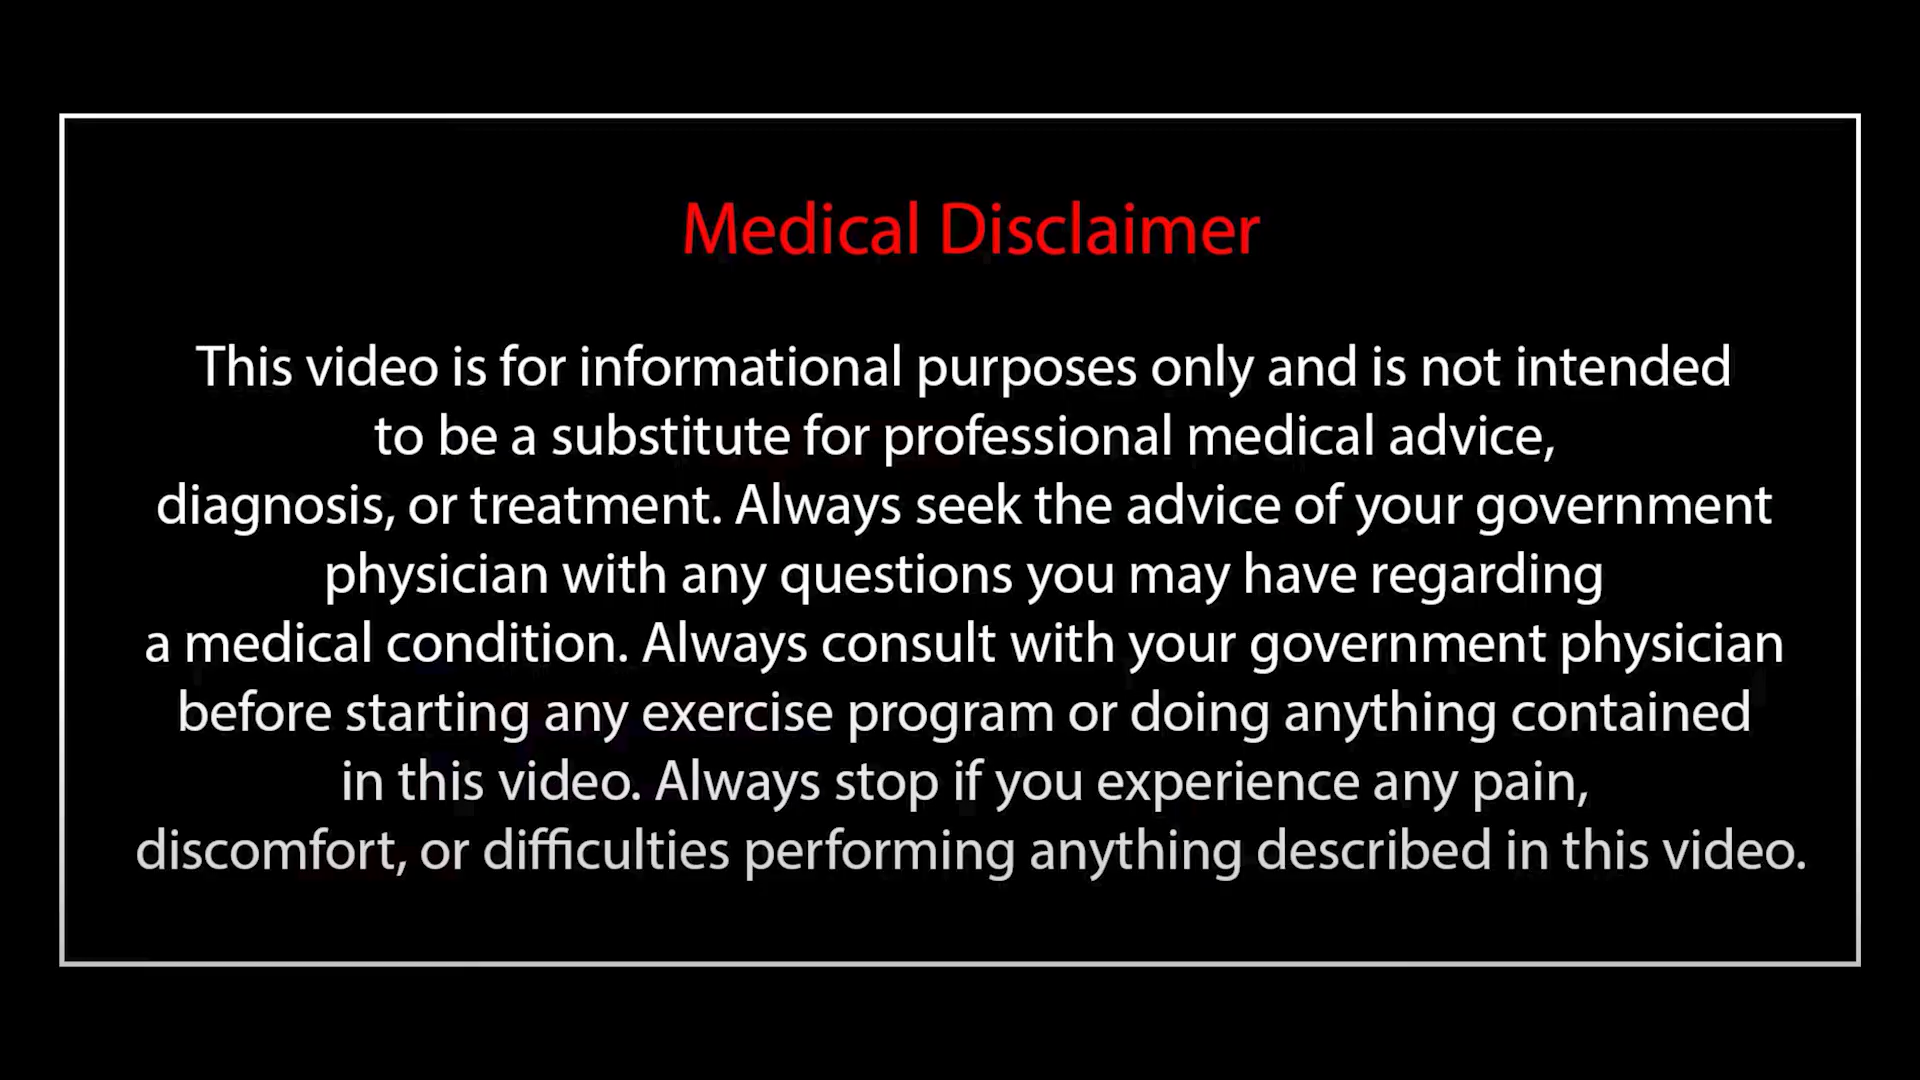 Medical Disclaimer
This video is for informational purposes only and is not intended
to be a substitute for professional medical advice,
diagnosis, or treatment. Always seek the advice of your government
physician with any questions you may have regarding
a medical condition. Always consult with your government physician
before starting any exercise program or doing anything contained
in this video. Always stop if you experience any pain,
discomfort, or difficulties performing anything described in this video.